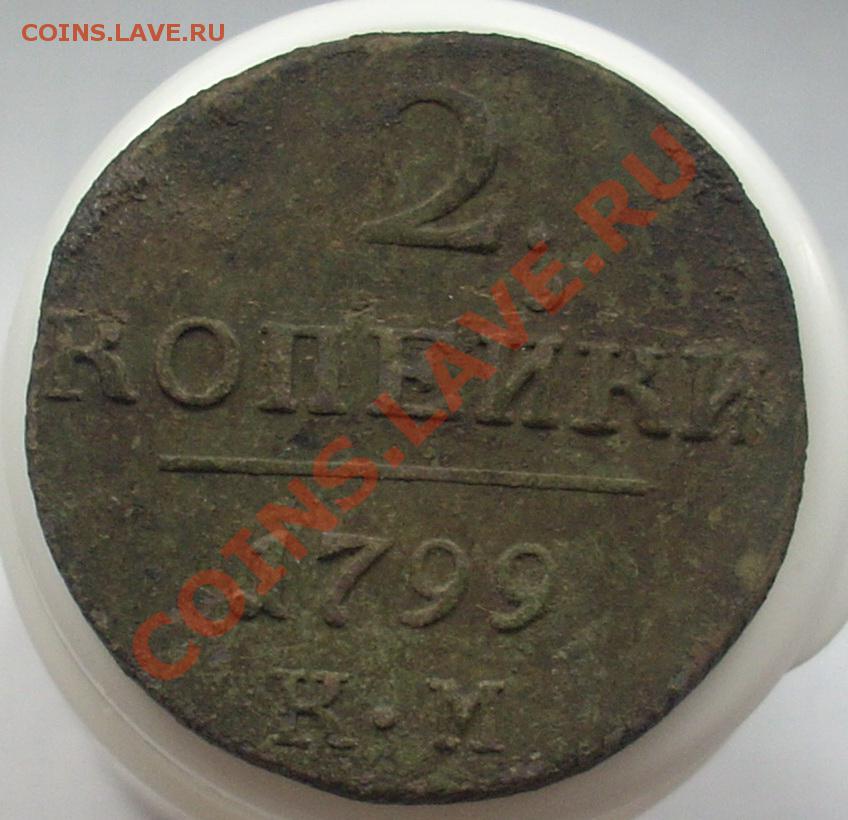 COINS.LAVE.RU
2.
КОПЕЙКИ
1799
К·М
COINS.LAVE.RU